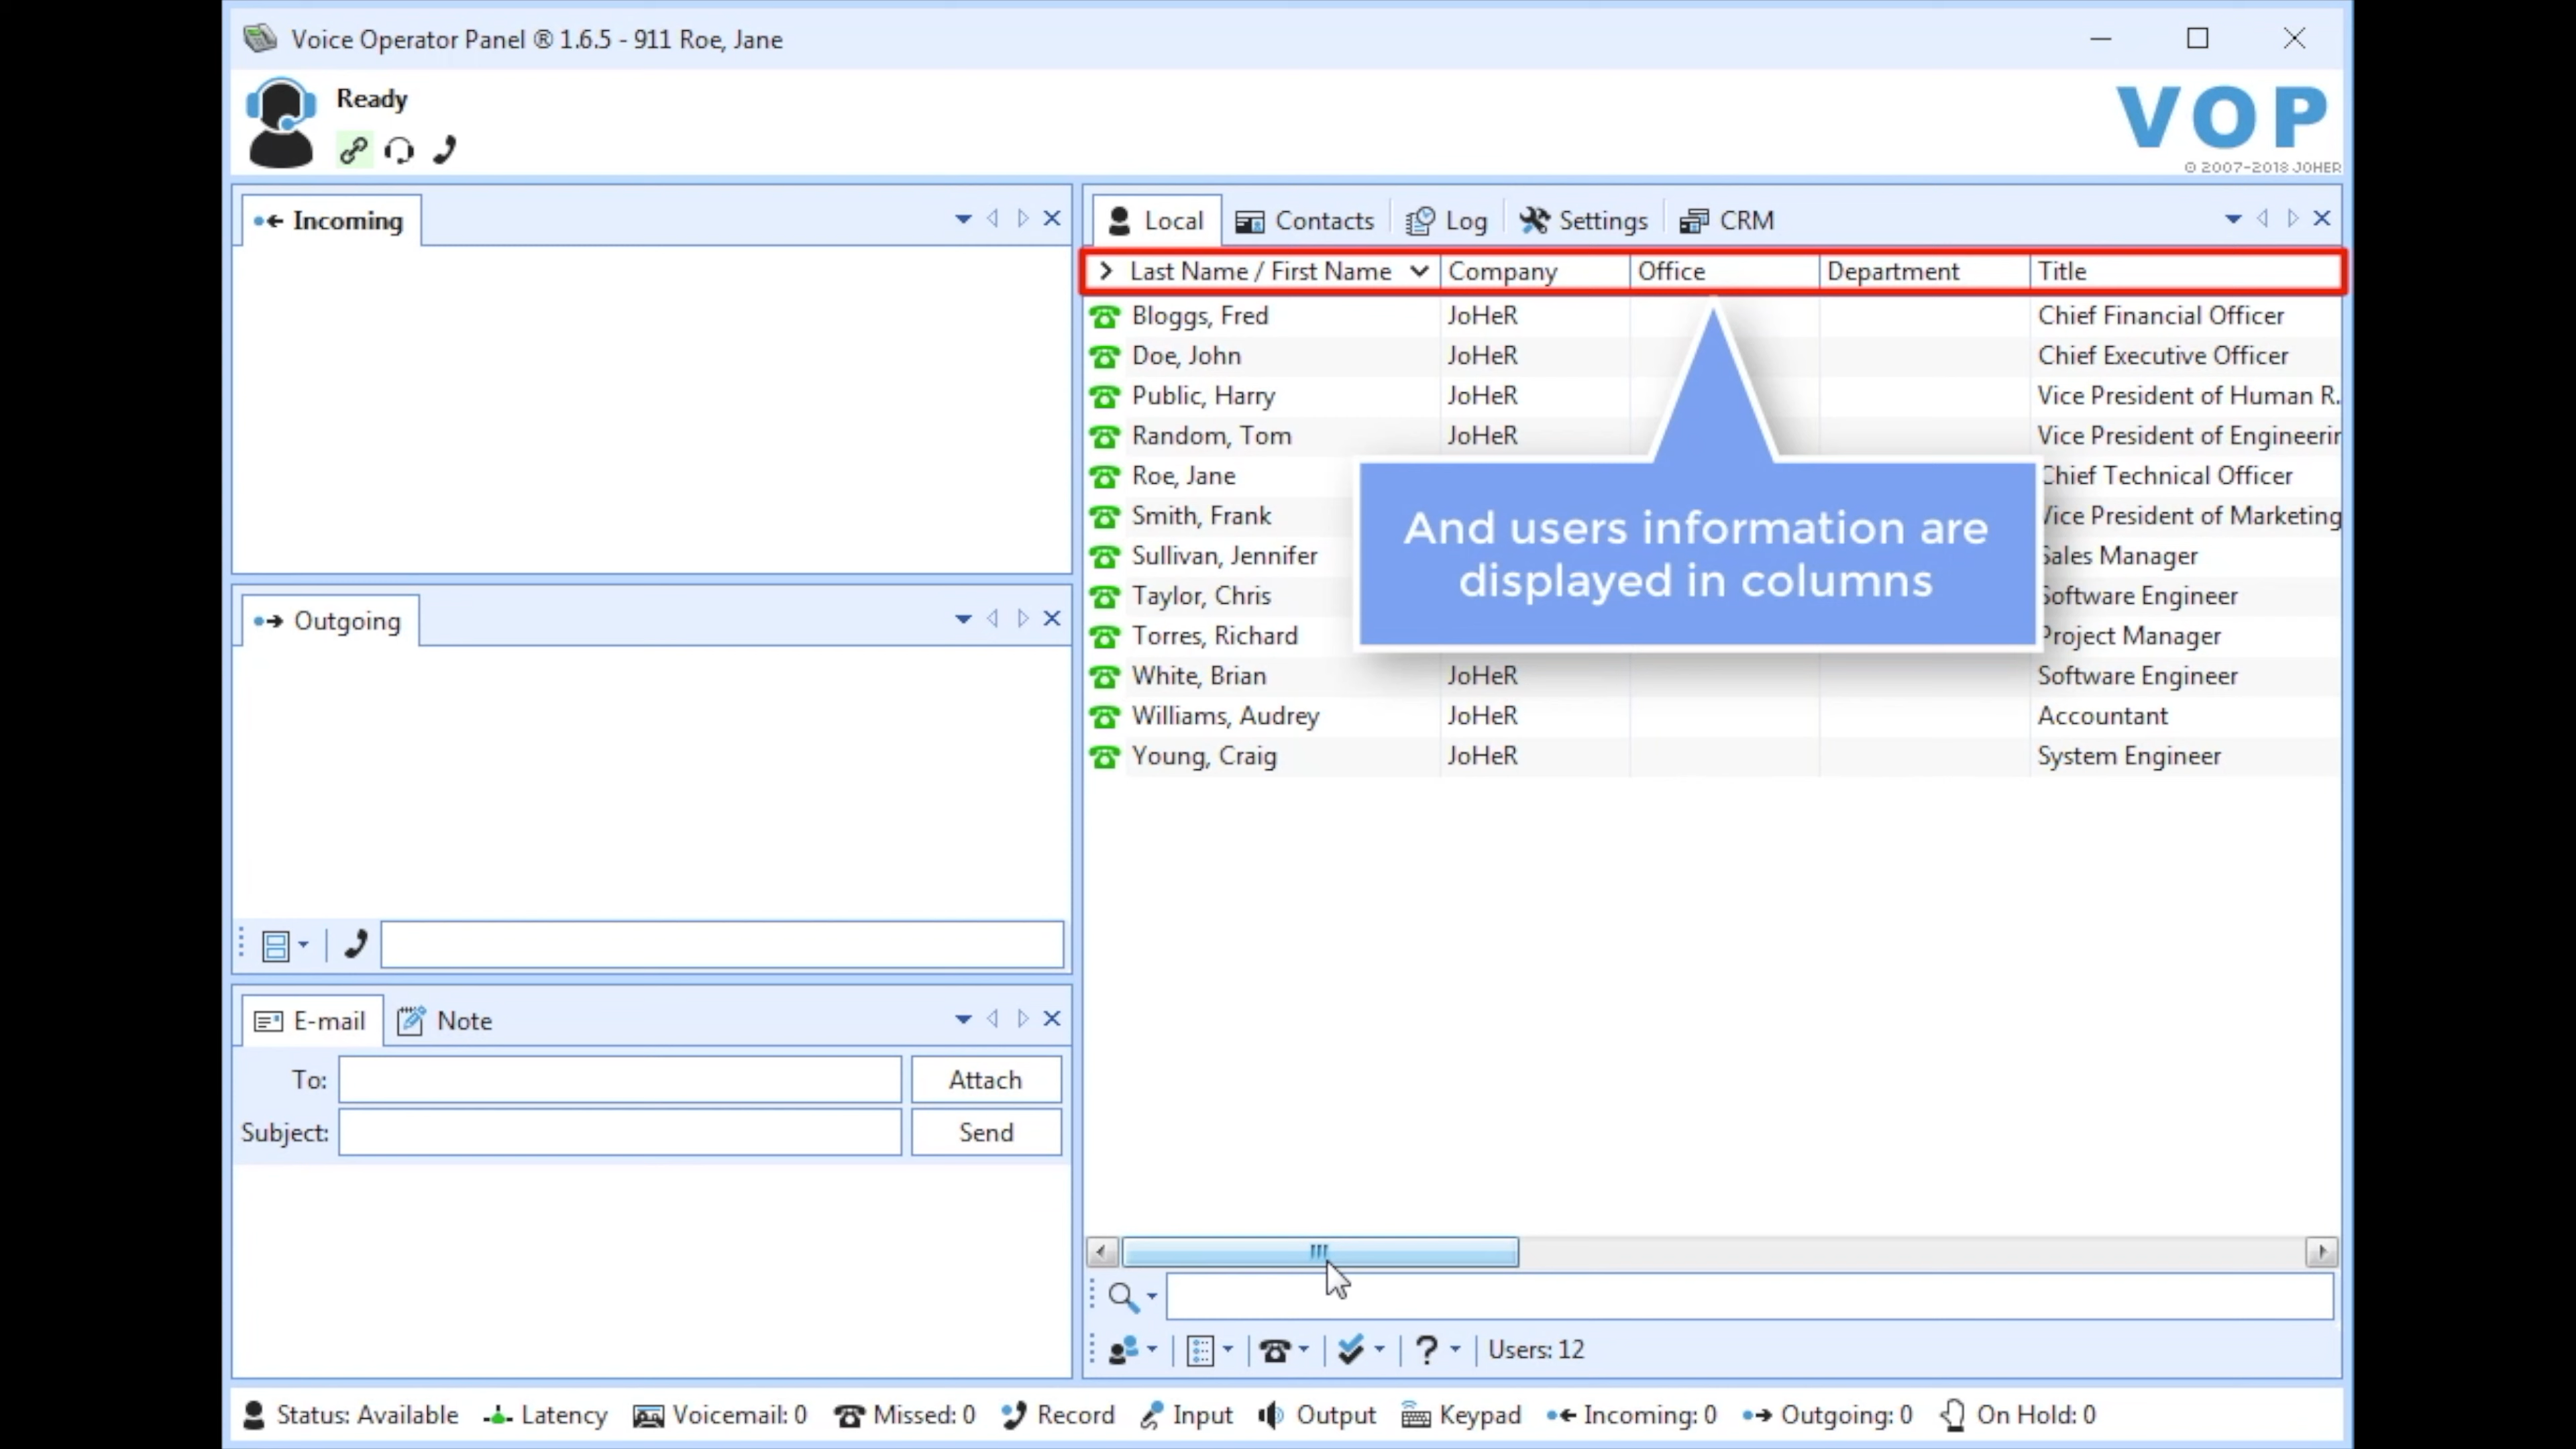 Voice Operator Panel ® 1.6.5 - 911 Roe, Jane
Ready
VOP
© 2007-2018 JOHER
Incoming
Local Contacts Log Settings CRM
Last Name / First Name Company Office Department Title
Bloggs, Fred JoHeR Chief Financial Officer
Doe, John JoHeR Chief Executive Officer
Public, Harry JoHeR Vice President of Human R.
Random, Tom JoHeR Vice President of Engineerin
Roe, Jane Chief Technical Officer
Smith, Frank Vice President of Marketing
Sullivan, Jennifer Sales Manager
Taylor, Chris Software Engineer
Torres, Richard Project Manager
White, Brian JoHeR Software Engineer
Williams, Audrey JoHeR Accountant
Young, Craig JoHeR System Engineer
And users information are
displayed in columns
Outgoing
E-mail Note
To: Attach
Subject: Send
Users: 12
Status: Available Latency Voicemail: 0 Missed: 0 Record Input Output Keypad Incoming: 0 Outgoing: 0 On Hold: 0